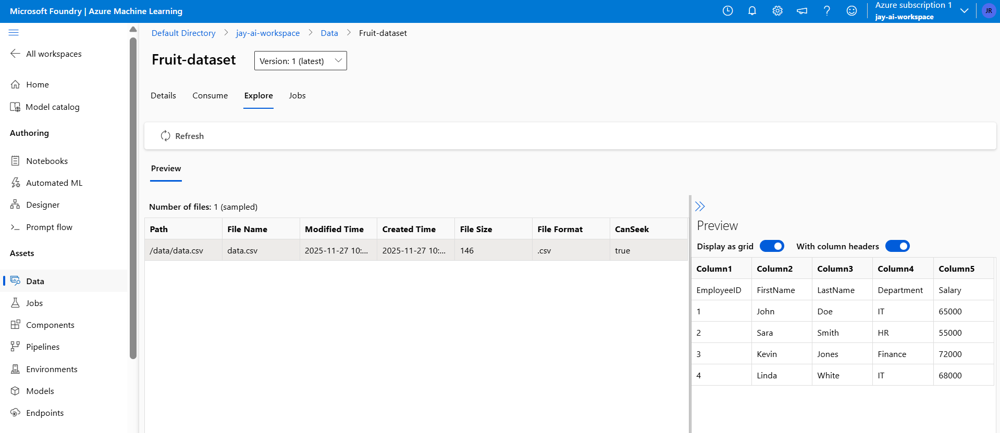 Microsoft Foundry | Azure Machine Learning
Azure subscription 1
jay-ai-workspace
JR
All workspaces
Home
Model catalog
Authoring
Notebooks
Automated ML
Designer
Prompt flow
Assets
Data
Jobs
Components
Pipelines
Environments
Models
Endpoints
Default Directory > jay-ai-workspace > Data > Fruit-dataset
Fruit-dataset
Version: 1 (latest)
Details Consume Explore Jobs
Refresh
Preview
Number of files: 1 (sampled)
Path File Name Modified Time Created Time File Size File Format CanSeek
/data/data.csv data.csv 2025-11-27 10:... 2025-11-27 10:... 146 .csv true
Preview
Display as grid With column headers
Column1 Column2 Column3 Column4 Column5
EmployeeID FirstName LastName Department Salary
1 John Doe IT 65000
2 Sara Smith HR 55000
3 Kevin Jones Finance 72000
4 Linda White IT 68000